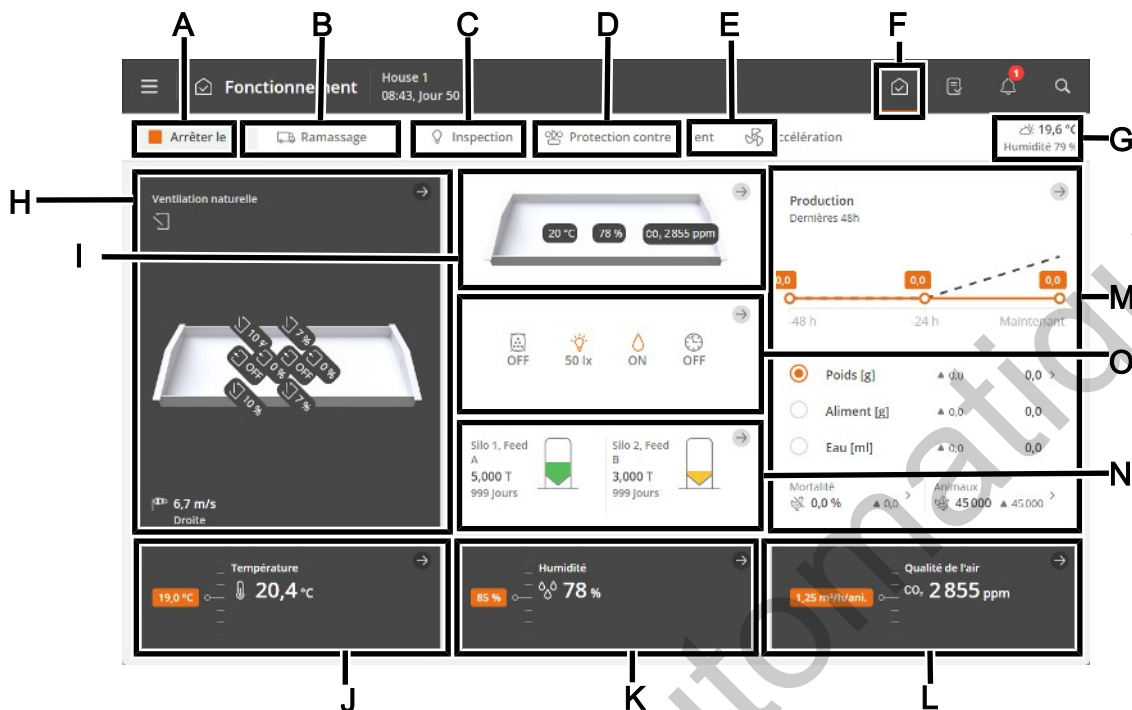 A B C D E F
Fonctionnement
House 1
08:43, Jour 50
1
Arrêter le
Ramassage
Inspection
Protection contre
ent
ccélération
19,6 °C
Humidité 79 %
G
H
Ventilation naturelle
10 %
7 %
OFF
0 %
OFF
0 %
10 %
7 %
6,7 m/s
Droite
I
20 °C 78 % CO₂ 2 855 ppm
OFF 50 lx ON OFF
O
Silo 1, Feed
A
5,000 T
999 Jours
Silo 2, Feed
B
3,000 T
999 Jours
N
Production
Dernières 48h
0,0 0,0 0,0
-48 h -24 h Maintenant
M
Poids [g] ▲ 0,0 0,0 >
Aliment [g] ▲ 0,0 0,0
Eau [ml] ▲ 0,0 0,0
Mortalité
0,0 % ▲ 0,0 >
Animaux
45 000 ▲ 45 000 >
Température
19,0 °C 20,4 °C
Humidité
85 % 78 %
Qualité de l'air
1,25 m³/h/ani. CO₂ 2 855 ppm
J K L